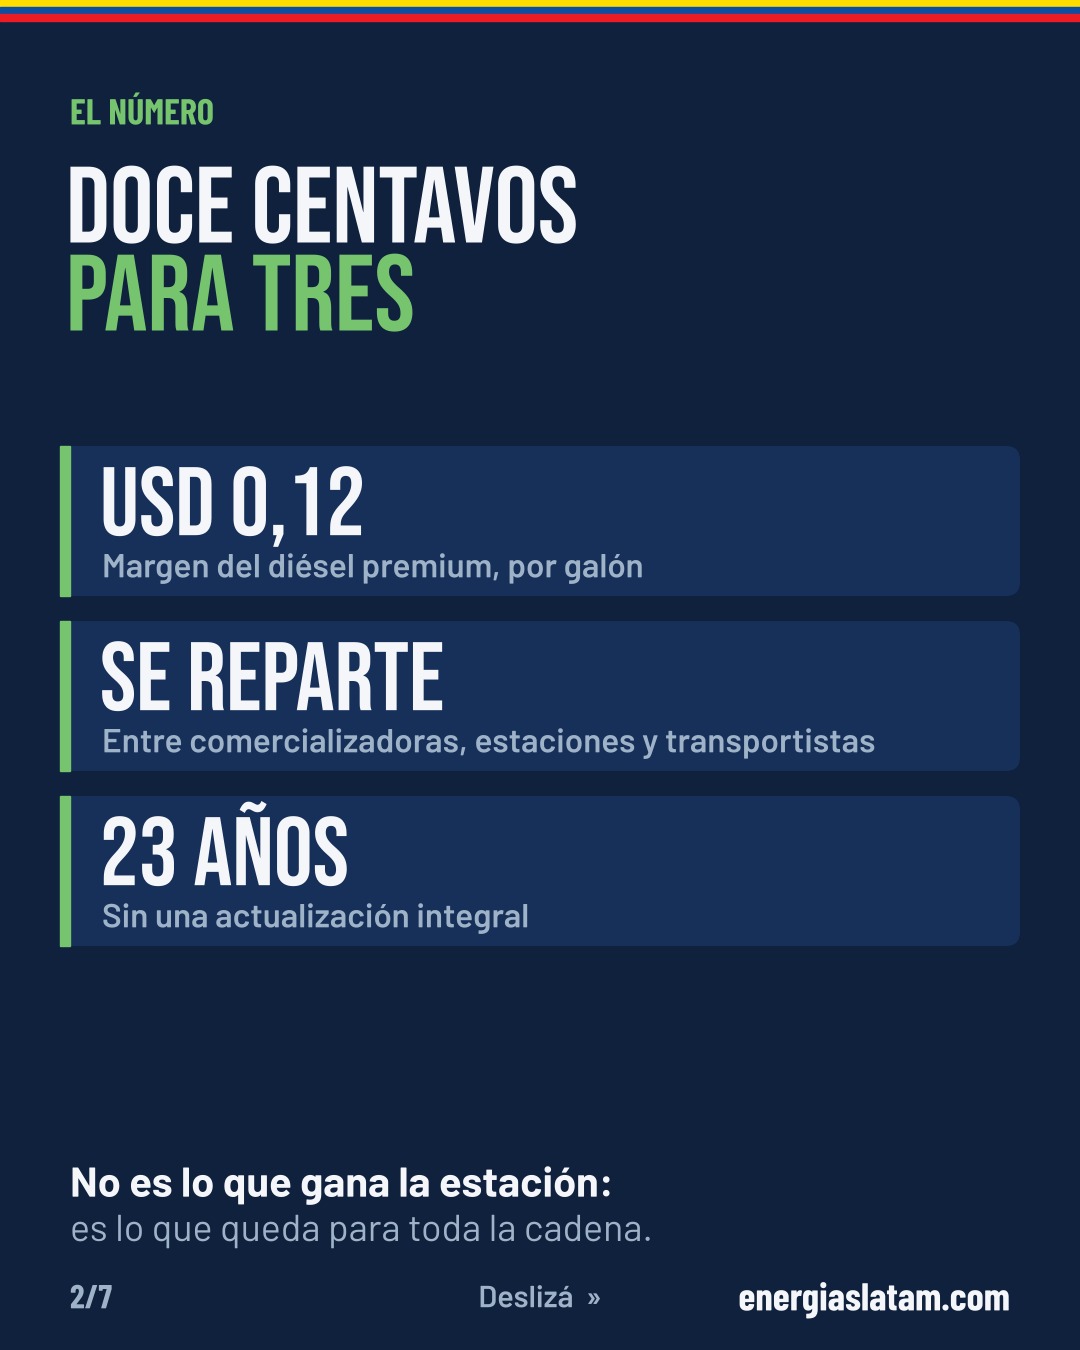 EL NÚMERO
DOCE CENTAVOS
PARA TRES
USD 0,12
Margen del diésel premium, por galón
SE REPARTE
Entre comercializadoras, estaciones y transportistas
23 AÑOS
Sin una actualización integral
No es lo que gana la estación:
es lo que queda para toda la cadena.
2/7
Deslizá »
energiaslatam.com